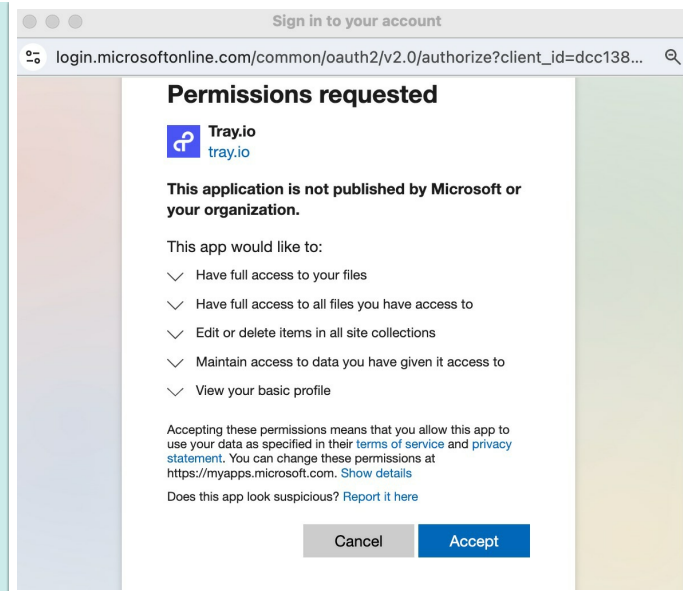 Sign in to your account
login.microsoftonline.com/common/oauth2/v2.0/authorize?client_id=dcc138...
Permissions requested
Tray.io
tray.io
This application is not published by Microsoft or
your organization.
This app would like to:
Have full access to your files
Have full access to all files you have access to
Edit or delete items in all site collections
Maintain access to data you have given it access to
View your basic profile
Accepting these permissions means that you allow this app to
use your data as specified in their terms of service and privacy
statement. You can change these permissions at
https://myapps.microsoft.com. Show details
Does this app look suspicious? Report it here
Cancel Accept